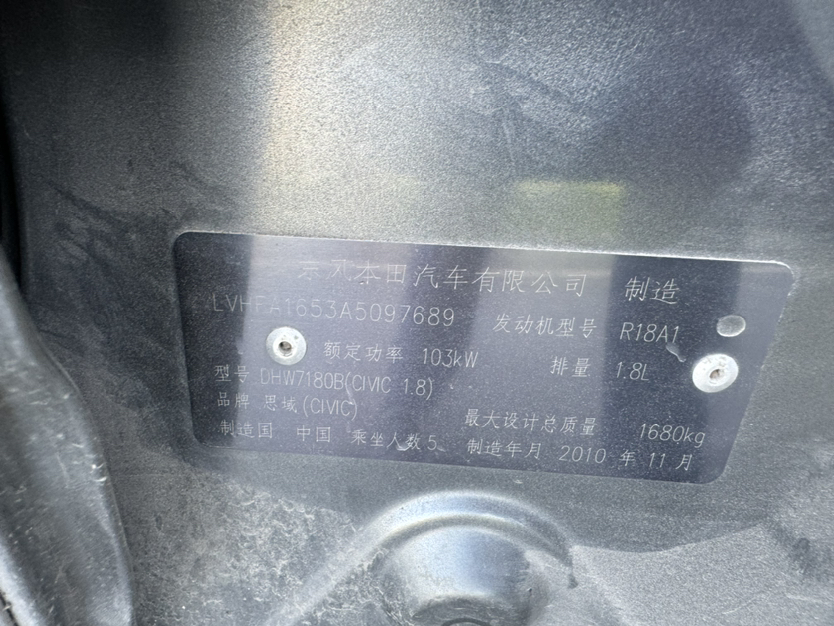 东风本田汽车有限公司 制造
LVHFA1653A5097689 发动机型号 R18A1
额定功率 103kW 排量 1.8L
型号 DHW7180B(CIVIC 1.8)
品牌 思域(CIVIC) 最大设计总质量 1680kg
制造国 中国 乘坐人数 5 制造年月 2010 年 11 月